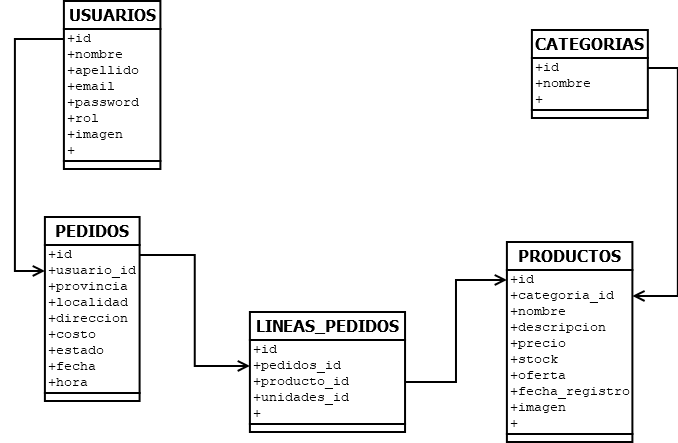 USUARIOS
+id
+nombre
+apellido
+email
+password
+rol
+imagen
+
CATEGORIAS
+id
+nombre
+
PEDIDOS
+id
+usuario_id
+provincia
+localidad
+direccion
+costo
+estado
+fecha
+hora
LINEAS_PEDIDOS
+id
+pedidos_id
+producto_id
+unidades_id
+
PRODUCTOS
+id
+categoria_id
+nombre
+descripcion
+precio
+stock
+oferta
+fecha_registro
+imagen
+